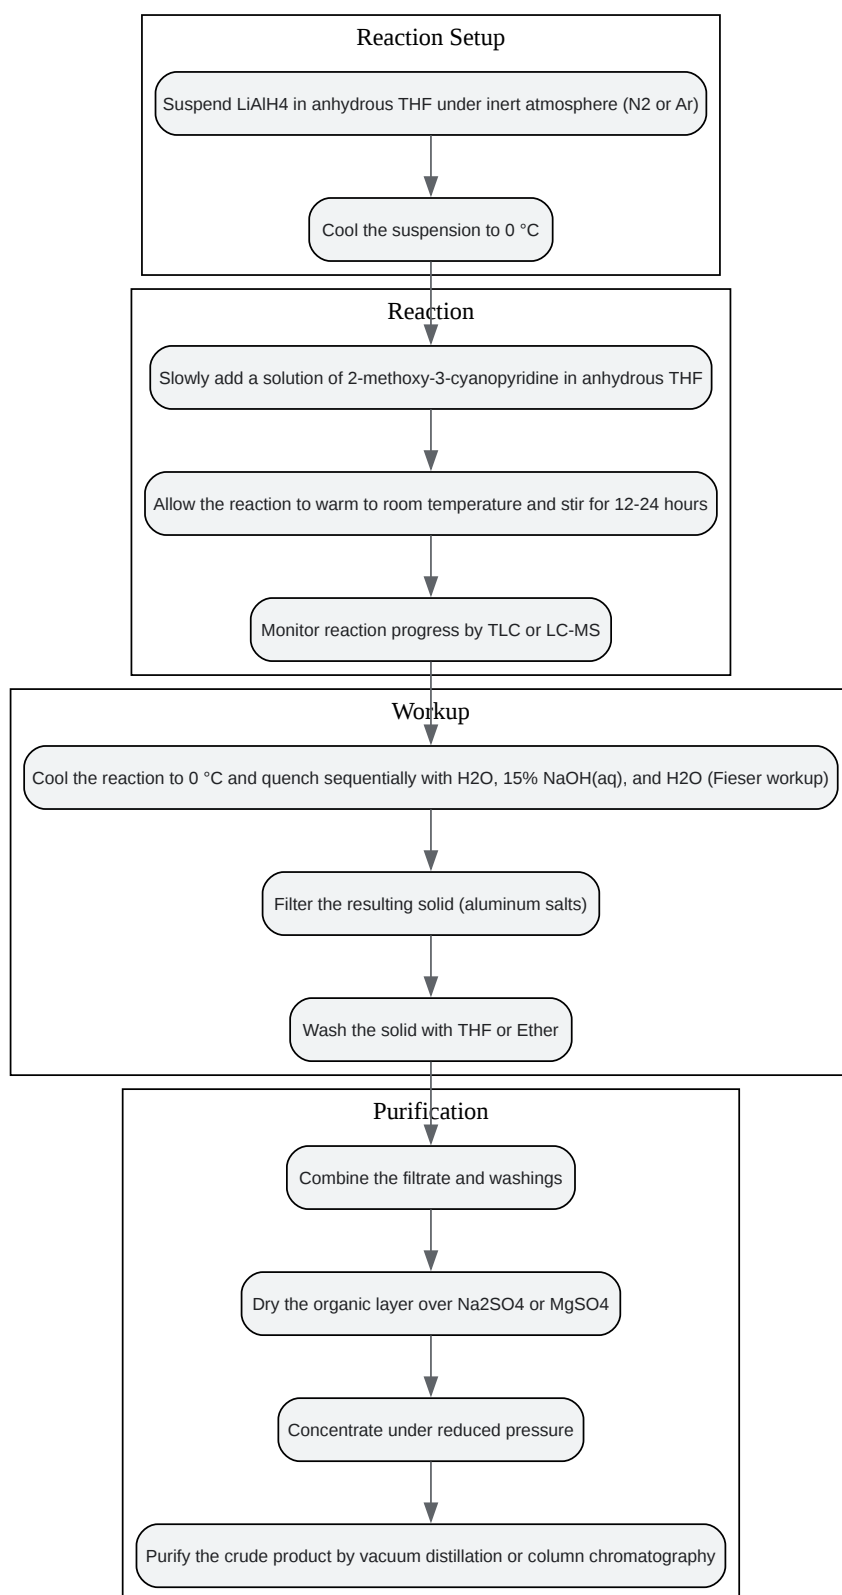 Reaction Setup
Suspend LiAlH4 in anhydrous THF under inert atmosphere (N2 or Ar)
Cool the suspension to 0 °C
Reaction
Slowly add a solution of 2-methoxy-3-cyanopyridine in anhydrous THF
Allow the reaction to warm to room temperature and stir for 12-24 hours
Monitor reaction progress by TLC or LC-MS
Workup
Cool the reaction to 0 °C and quench sequentially with H2O, 15% NaOH(aq), and H2O (Fieser workup)
Filter the resulting solid (aluminum salts)
Wash the solid with THF or Ether
Purification
Combine the filtrate and washings
Dry the organic layer over Na2SO4 or MgSO4
Concentrate under reduced pressure
Purify the crude product by vacuum distillation or column chromatography